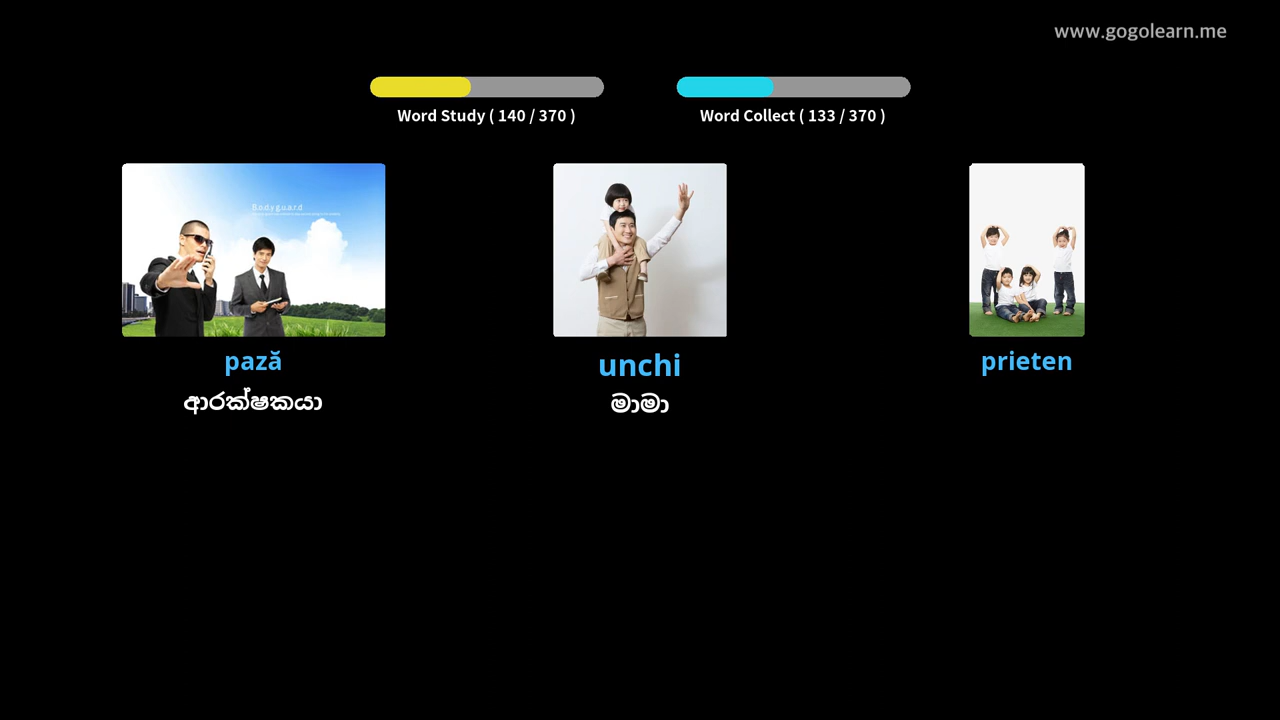 www.gogolearn.me
Word Study ( 140 / 370 )
Word Collect ( 133 / 370 )
Bodyguard
pază
unchi
prieten
ආරක්ෂකයා
මාමා